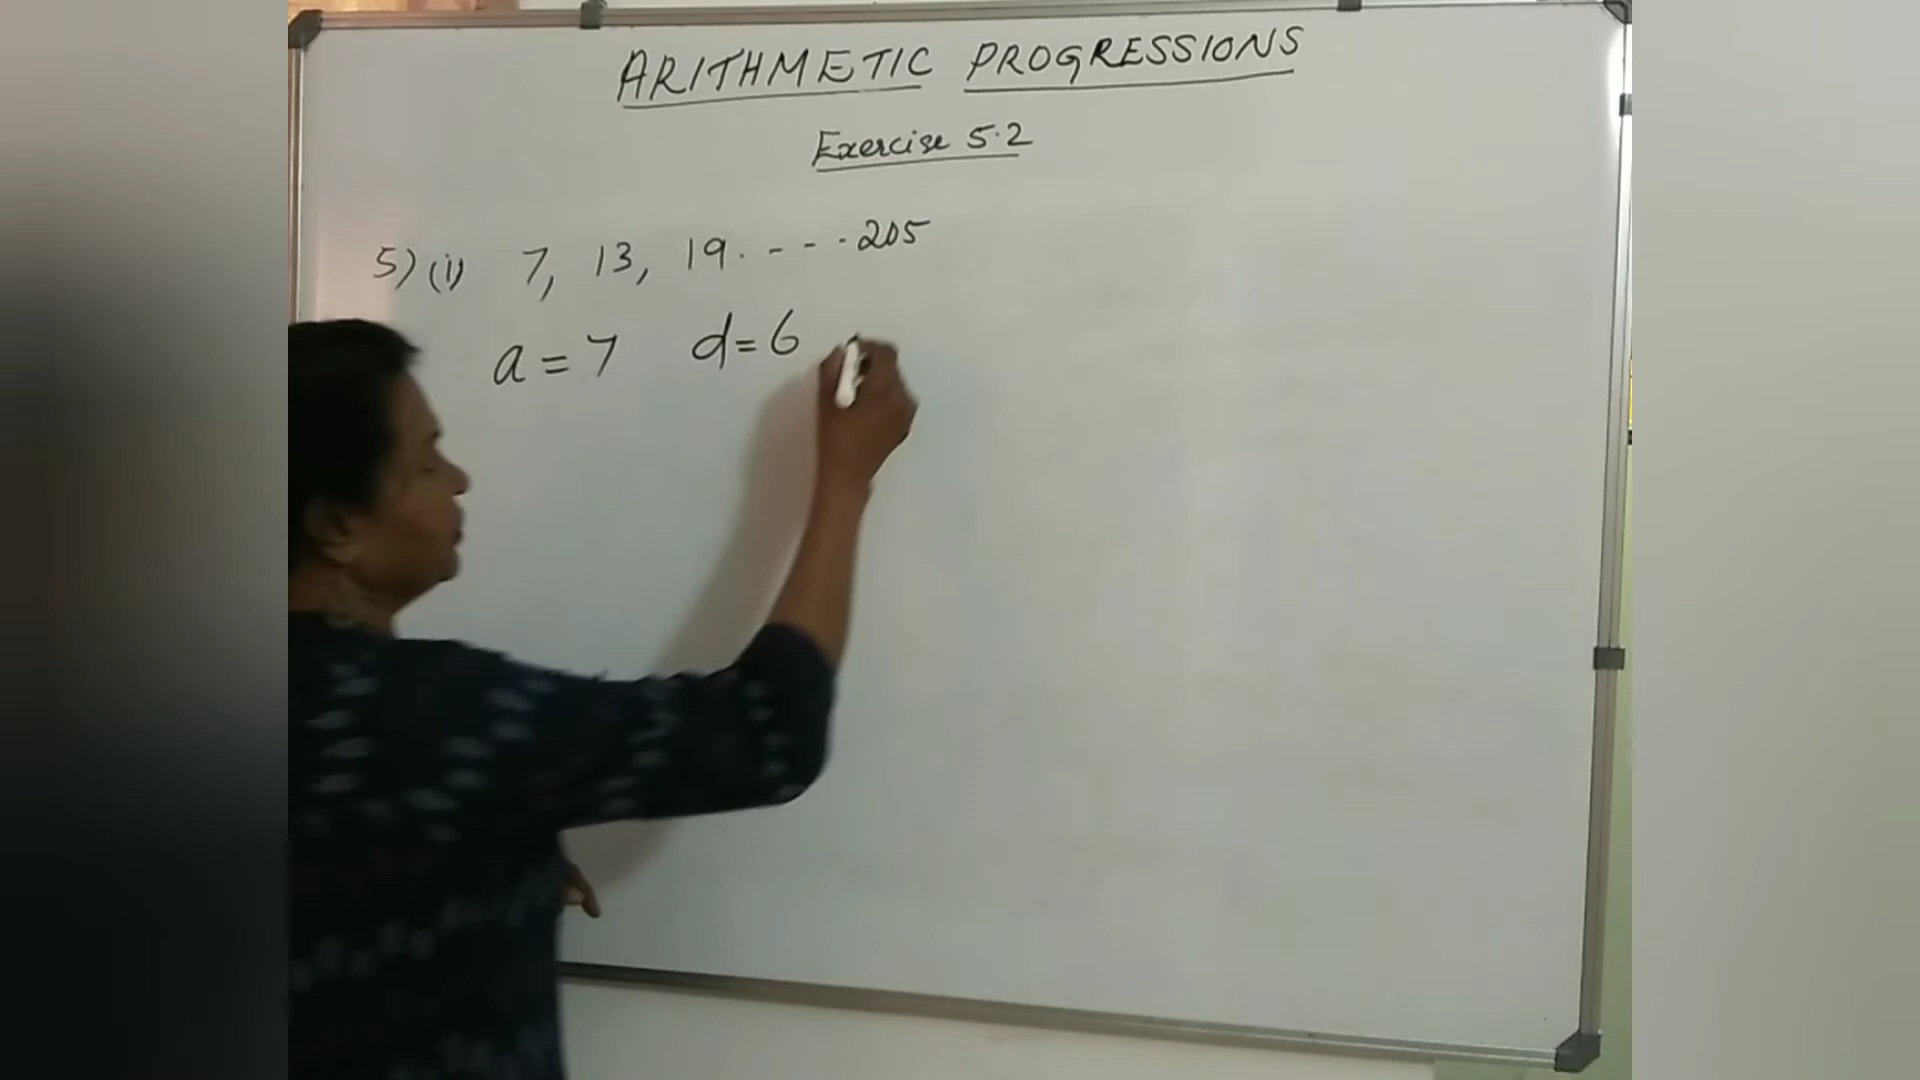 ARITHMETIC PROGRESSIONS
Exercise 5.2
5) (i) 7, 13, 19. - - - 205
a = 7 d = 6